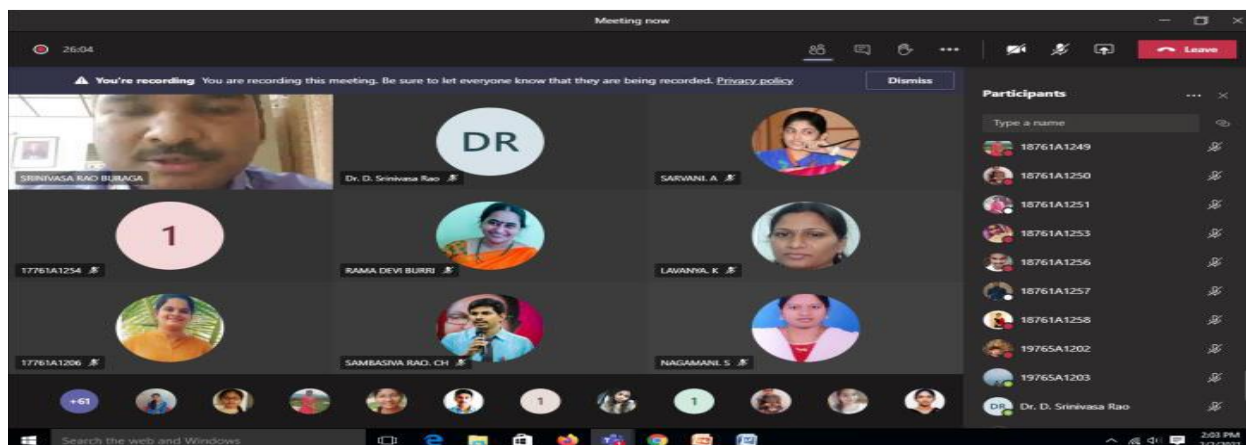 Meeting now
26:04
Leave
You're recording You are recording this meeting. Be sure to let everyone know that they are being recorded. Privacy policy
Dismiss
SRINIVASA RAO BURAGA
DR
Dr. D. Srinivasa Rao
SARVANI. A
1
17761A1254
RAMA DEVI BURRI
LAVANYA. K
17761A1206
SAMBASIVA RAO. CH
NAGAMANI. S
+61
1
1
Participants
Type a name
18761A1249
18761A1250
18761A1251
18761A1253
18761A1256
18761A1257
18761A1258
19765A1202
19765A1203
DR
Dr. D. Srinivasa Rao
Search the web and Windows
2:03 PM